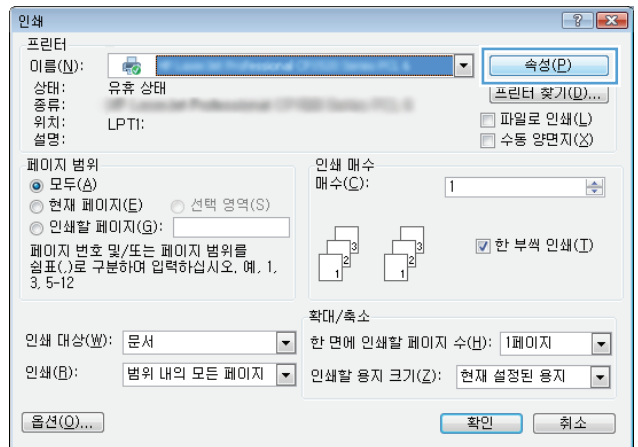 인쇄
프린터
이름(N):
속성(P)
상태: 유휴 상태
프린터 찾기(D)...
종류:
위치: LPT1:
파일로 인쇄(L)
설명:
수동 양면지(X)
페이지 범위
모두(A)
현재 페이지(E) 선택 영역(S)
인쇄할 페이지(G):
페이지 번호 및/또는 페이지 범위를
쉼표(,)로 구분하여 입력하십시오. 예, 1,
3, 5-12
인쇄 매수
매수(C): 1
1 2 3 1 2 3
한 부씩 인쇄(T)
인쇄 대상(W): 문서
인쇄(R): 범위 내의 모든 페이지
확대/축소
한 면에 인쇄할 페이지 수(H): 1페이지
인쇄할 용지 크기(Z): 현재 설정된 용지
옵션(O)...
확인 취소